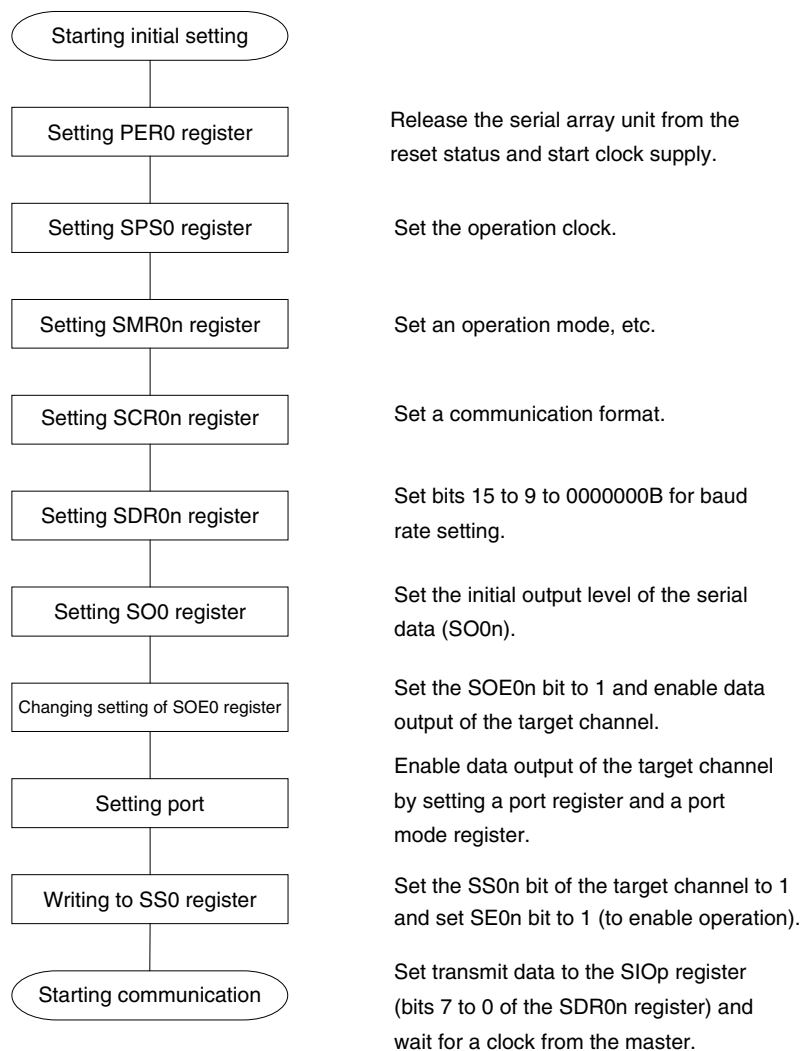 Starting initial setting
Setting PER0 register
Release the serial array unit from the
reset status and start clock supply.
Setting SPS0 register
Set the operation clock.
Setting SMR0n register
Set an operation mode, etc.
Setting SCR0n register
Set a communication format.
Setting SDR0n register
Set bits 15 to 9 to 0000000B for baud
rate setting.
Setting SO0 register
Set the initial output level of the serial
data (SO0n).
Changing setting of SOE0 register
Set the SOE0n bit to 1 and enable data
output of the target channel.
Setting port
Enable data output of the target channel
by setting a port register and a port
mode register.
Writing to SS0 register
Set the SS0n bit of the target channel to 1
and set SE0n bit to 1 (to enable operation).
Starting communication
Set transmit data to the SIOp register
(bits 7 to 0 of the SDR0n register) and
wait for a clock from the master.